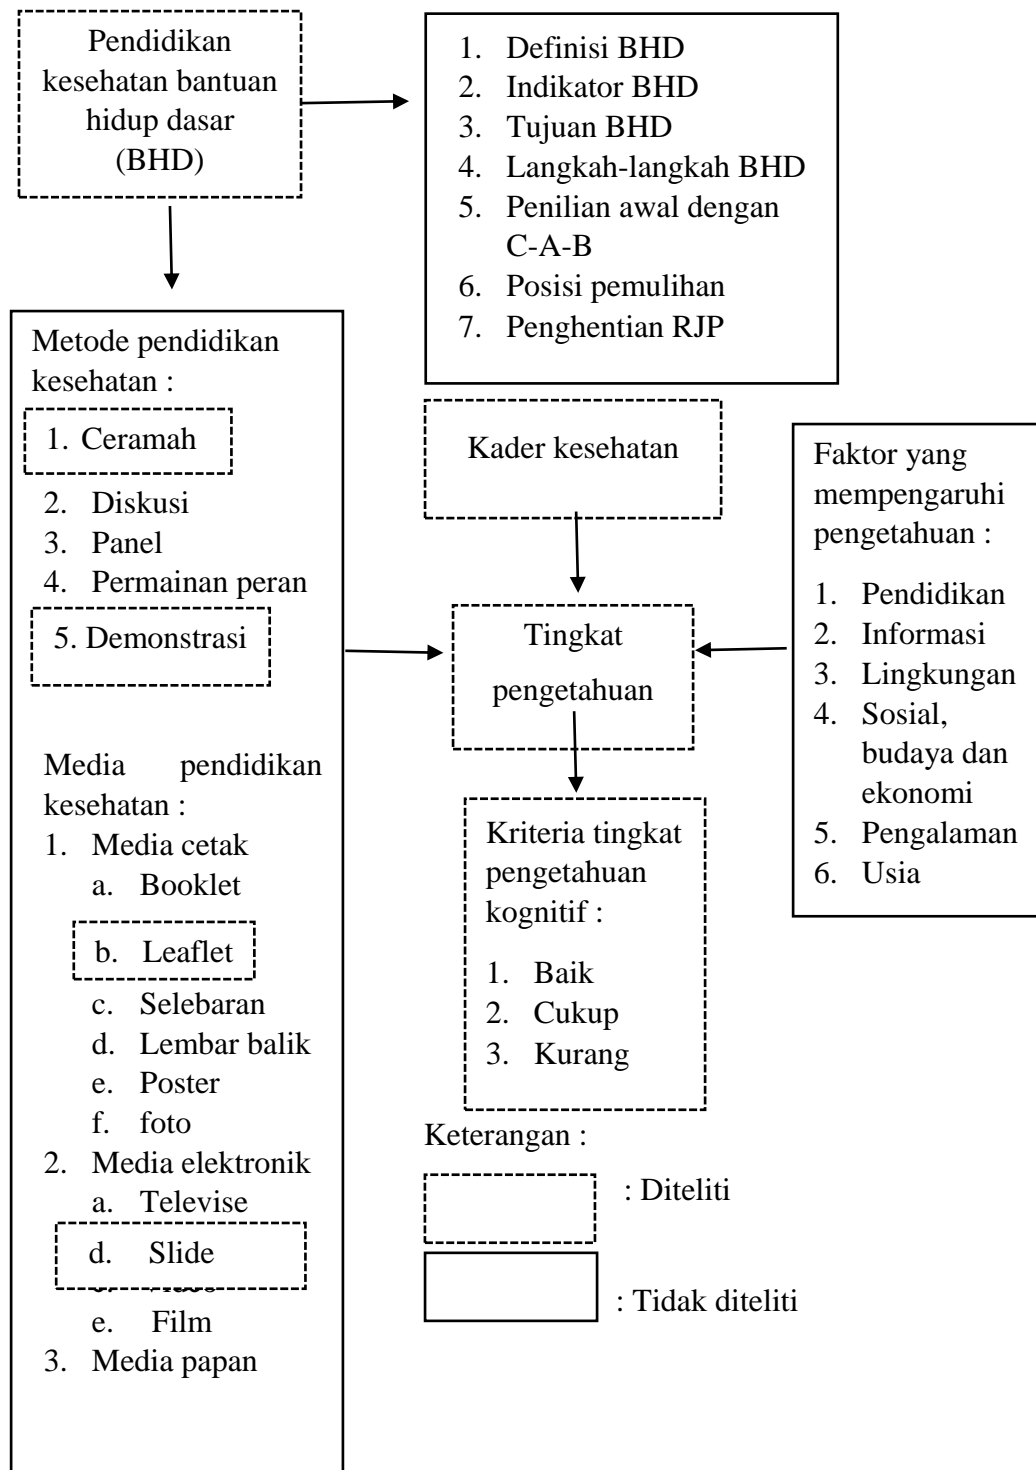 Pendidikan
kesehatan bantuan
hidup dasar
(BHD)
1. Definisi BHD
2. Indikator BHD
3. Tujuan BHD
4. Langkah-langkah BHD
5. Penilian awal dengan
C-A-B
6. Posisi pemulihan
7. Penghentian RJP
Metode pendidikan
kesehatan :
1. Ceramah
2. Diskusi
3. Panel
4. Permainan peran
5. Demonstrasi
Media pendidikan
kesehatan :
1. Media cetak
a. Booklet
b. Leaflet
c. Selebaran
d. Lembar balik
e. Poster
f. foto
2. Media elektronik
a. Televise
d. Slide
e. Film
3. Media papan
Kader kesehatan
Tingkat
pengetahuan
Kriteria tingkat
pengetahuan
kognitif :
1. Baik
2. Cukup
3. Kurang
Faktor yang
mempengaruhi
pengetahuan :
1. Pendidikan
2. Informasi
3. Lingkungan
4. Sosial,
budaya dan
ekonomi
5. Pengalaman
6. Usia
Keterangan :
: Diteliti
: Tidak diteliti